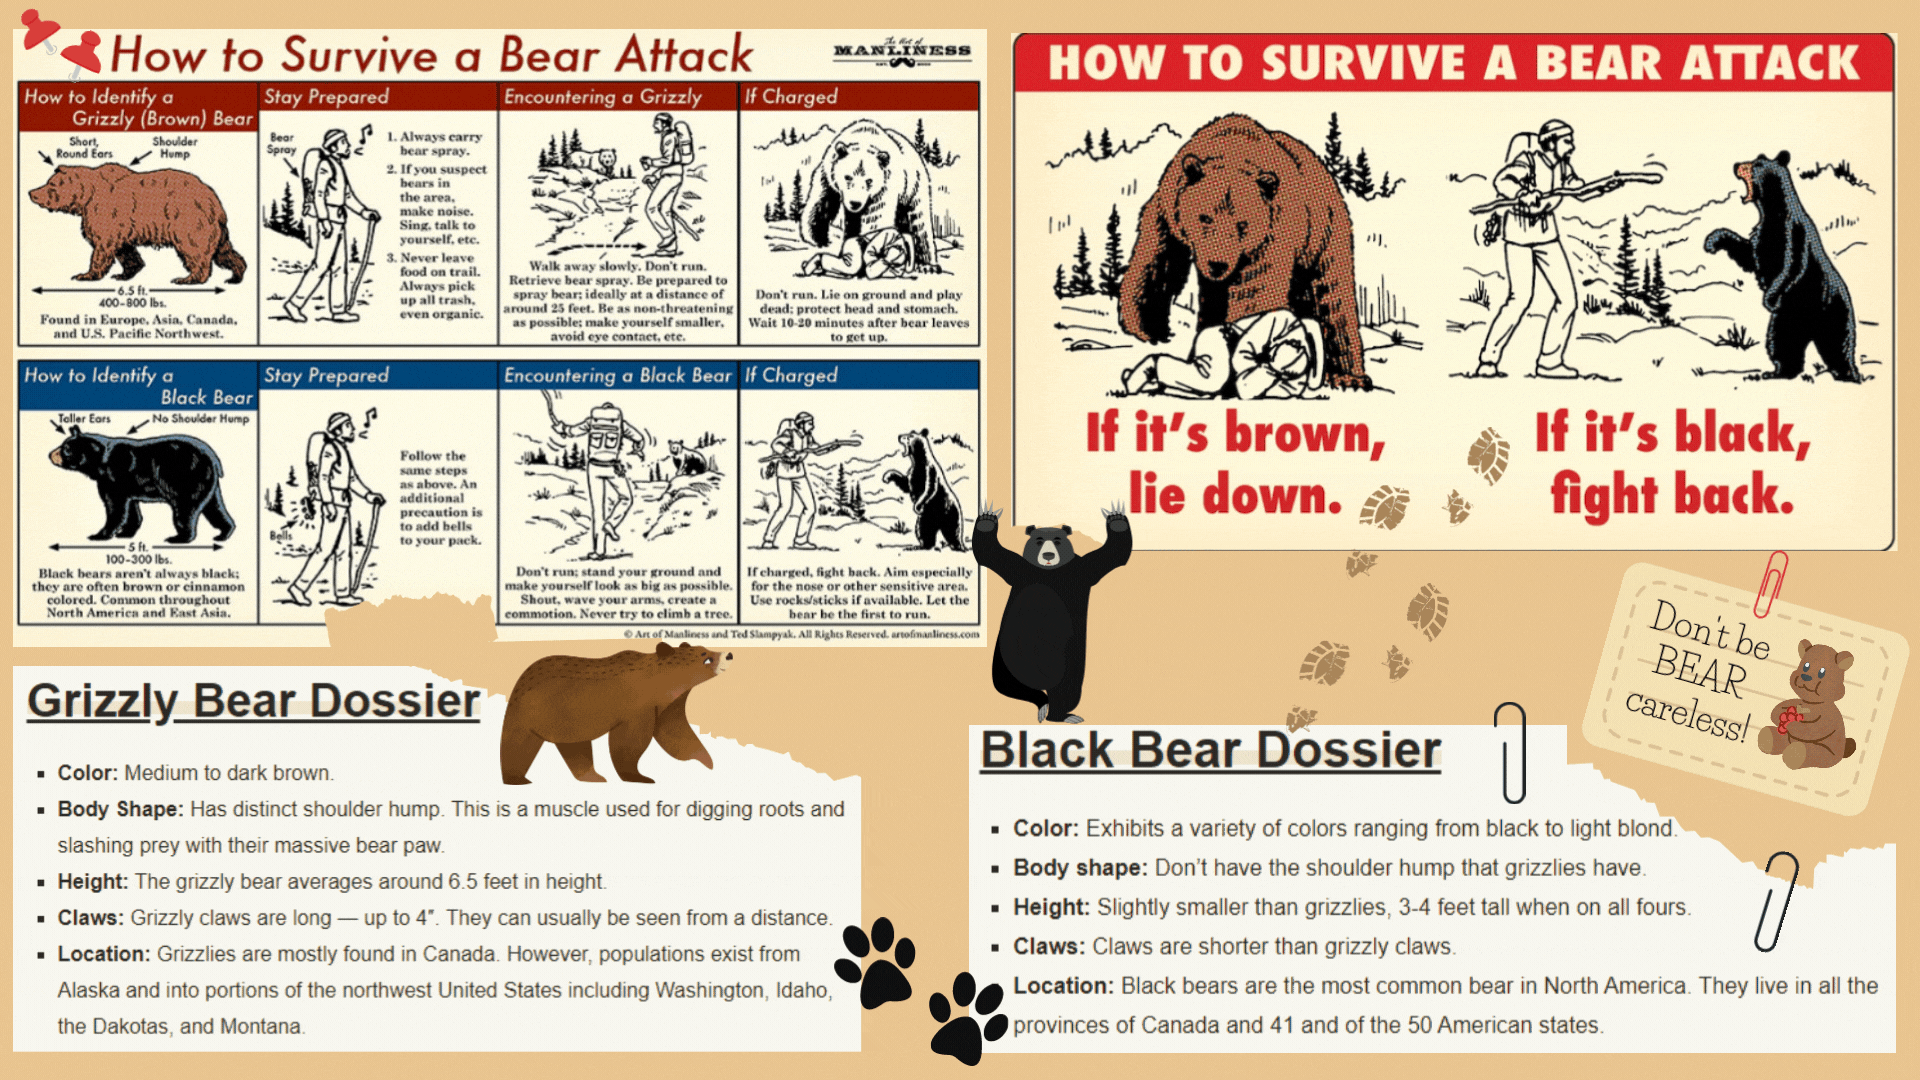 How to Survive a Bear Attack
The Art of
MANLINESS
EST. 2008
How to Identify a
Grizzly (Brown) Bear
Short,
Round Ears
Shoulder
Hump
6.5 ft.
400-800 lbs.
Found in Europe, Asia, Canada,
and U.S. Pacific Northwest.
Stay Prepared
Bear
Spray
1. Always carry
bear spray.
2. If you suspect
bears in
the area,
make noise.
Sing, talk to
yourself, etc.
3. Never leave
food on trail.
Always pick
up all trash,
even organic.
Encountering a Grizzly
Walk away slowly. Don't run.
Retrieve bear spray. Be prepared to
spray bear; ideally at a distance of
around 25 feet. Be as non-threatening
as possible; make yourself smaller,
avoid eye contact, etc.
If Charged
Don't run. Lie on ground and play
dead; protect head and stomach.
Wait 10-20 minutes after bear leaves
to get up.
How to Identify a
Black Bear
Taller Ears
No Shoulder Hump
5 ft.
100-300 lbs.
Black bears aren't always black;
they are often brown or cinnamon
colored. Common throughout
North America and East Asia.
Stay Prepared
Bells
Follow the
same steps
as above. An
additional
precaution is
to add bells
to your pack.
Encountering a Black Bear
Don't run; stand your ground and
make yourself look as big as possible.
Shout, wave your arms, create a
commotion. Never try to climb a tree.
If Charged
If charged, fight back. Aim especially
for the nose or other sensitive area.
Use rocks/sticks if available. Let the
bear be the first to run.
© Art of Manliness and Ted Slampyak. All Rights Reserved. artofmanliness.com
HOW TO SURVIVE A BEAR ATTACK
If it's brown,
lie down.
If it's black,
fight back.
Don't be
BEAR
careless!
Grizzly Bear Dossier
▪ Color: Medium to dark brown.
▪ Body Shape: Has distinct shoulder hump. This is a muscle used for digging roots and
slashing prey with their massive bear paw.
▪ Height: The grizzly bear averages around 6.5 feet in height.
▪ Claws: Grizzly claws are long — up to 4″. They can usually be seen from a distance.
▪ Location: Grizzlies are mostly found in Canada. However, populations exist from
Alaska and into portions of the northwest United States including Washington, Idaho,
the Dakotas, and Montana.
Black Bear Dossier
▪ Color: Exhibits a variety of colors ranging from black to light blond.
▪ Body shape: Don’t have the shoulder hump that grizzlies have.
▪ Height: Slightly smaller than grizzlies, 3-4 feet tall when on all fours.
▪ Claws: Claws are shorter than grizzly claws.
Location: Black bears are the most common bear in North America. They live in all the
provinces of Canada and 41 and of the 50 American states.